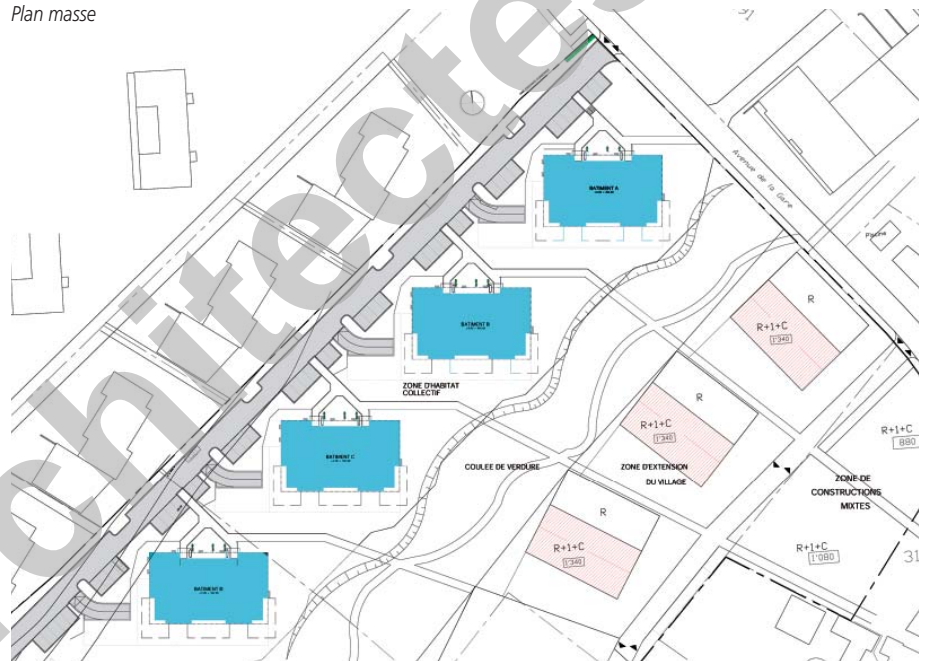 Plan masse
Avenue de la Gare
BATIMENT A
R
R+1+C
1'340
BATIMENT B
ZONE D'HABITAT
COLLECTIF
R
R+1+C
1'340
R+1+C
880
BATIMENT C
COULEE DE VERDURE
ZONE D'EXTENSION
DU VILLAGE
ZONE DE
CONSTRUCTIONS
MIXTES
R
R+1+C
1'340
R+1+C
1'080
31